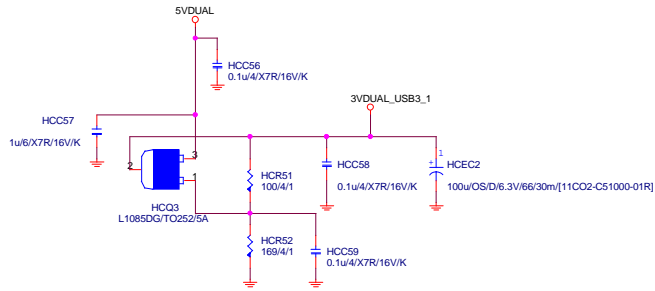 5VDUAL
HCC56
0.1u/4/X7R/16V/K
3VDUAL_USB3_1
HCC57
1u/6/X7R/16V/K
2
3
1
HCQ3
L1085DG/TO252/5A
HCR51
100/4/1
HCC58
0.1u/4/X7R/16V/K
1
+
HCEC2
100u/OS/D/6.3V/66/30m/[11CO2-C51000-01R]
HCR52
169/4/1
HCC59
0.1u/4/X7R/16V/K